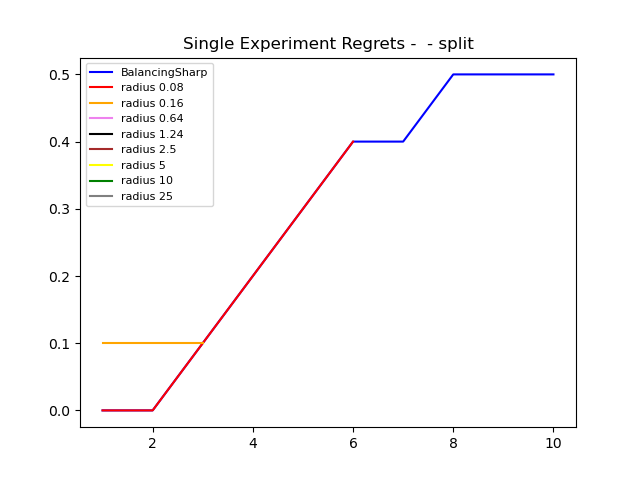 Single Experiment Regrets -  - split
BalancingSharp
radius 0.08
radius 0.16
radius 0.64
radius 1.24
radius 2.5
radius 5
radius 10
radius 25
0.5
0.4
0.3
0.2
0.1
0.0
2 4 6 8 10